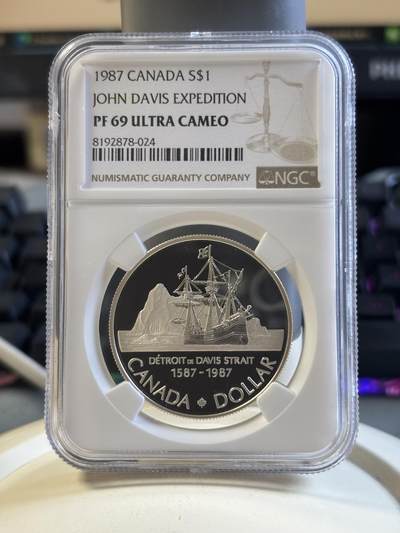 1987 CANADA S$1
JOHN DAVIS EXPEDITION
PF 69 ULTRA CAMEO
8192878-024
NUMISMATIC GUARANTY COMPANY
NGC
DÉTROIT DE DAVIS STRAIT
1587-1987
CANADA DOLLAR